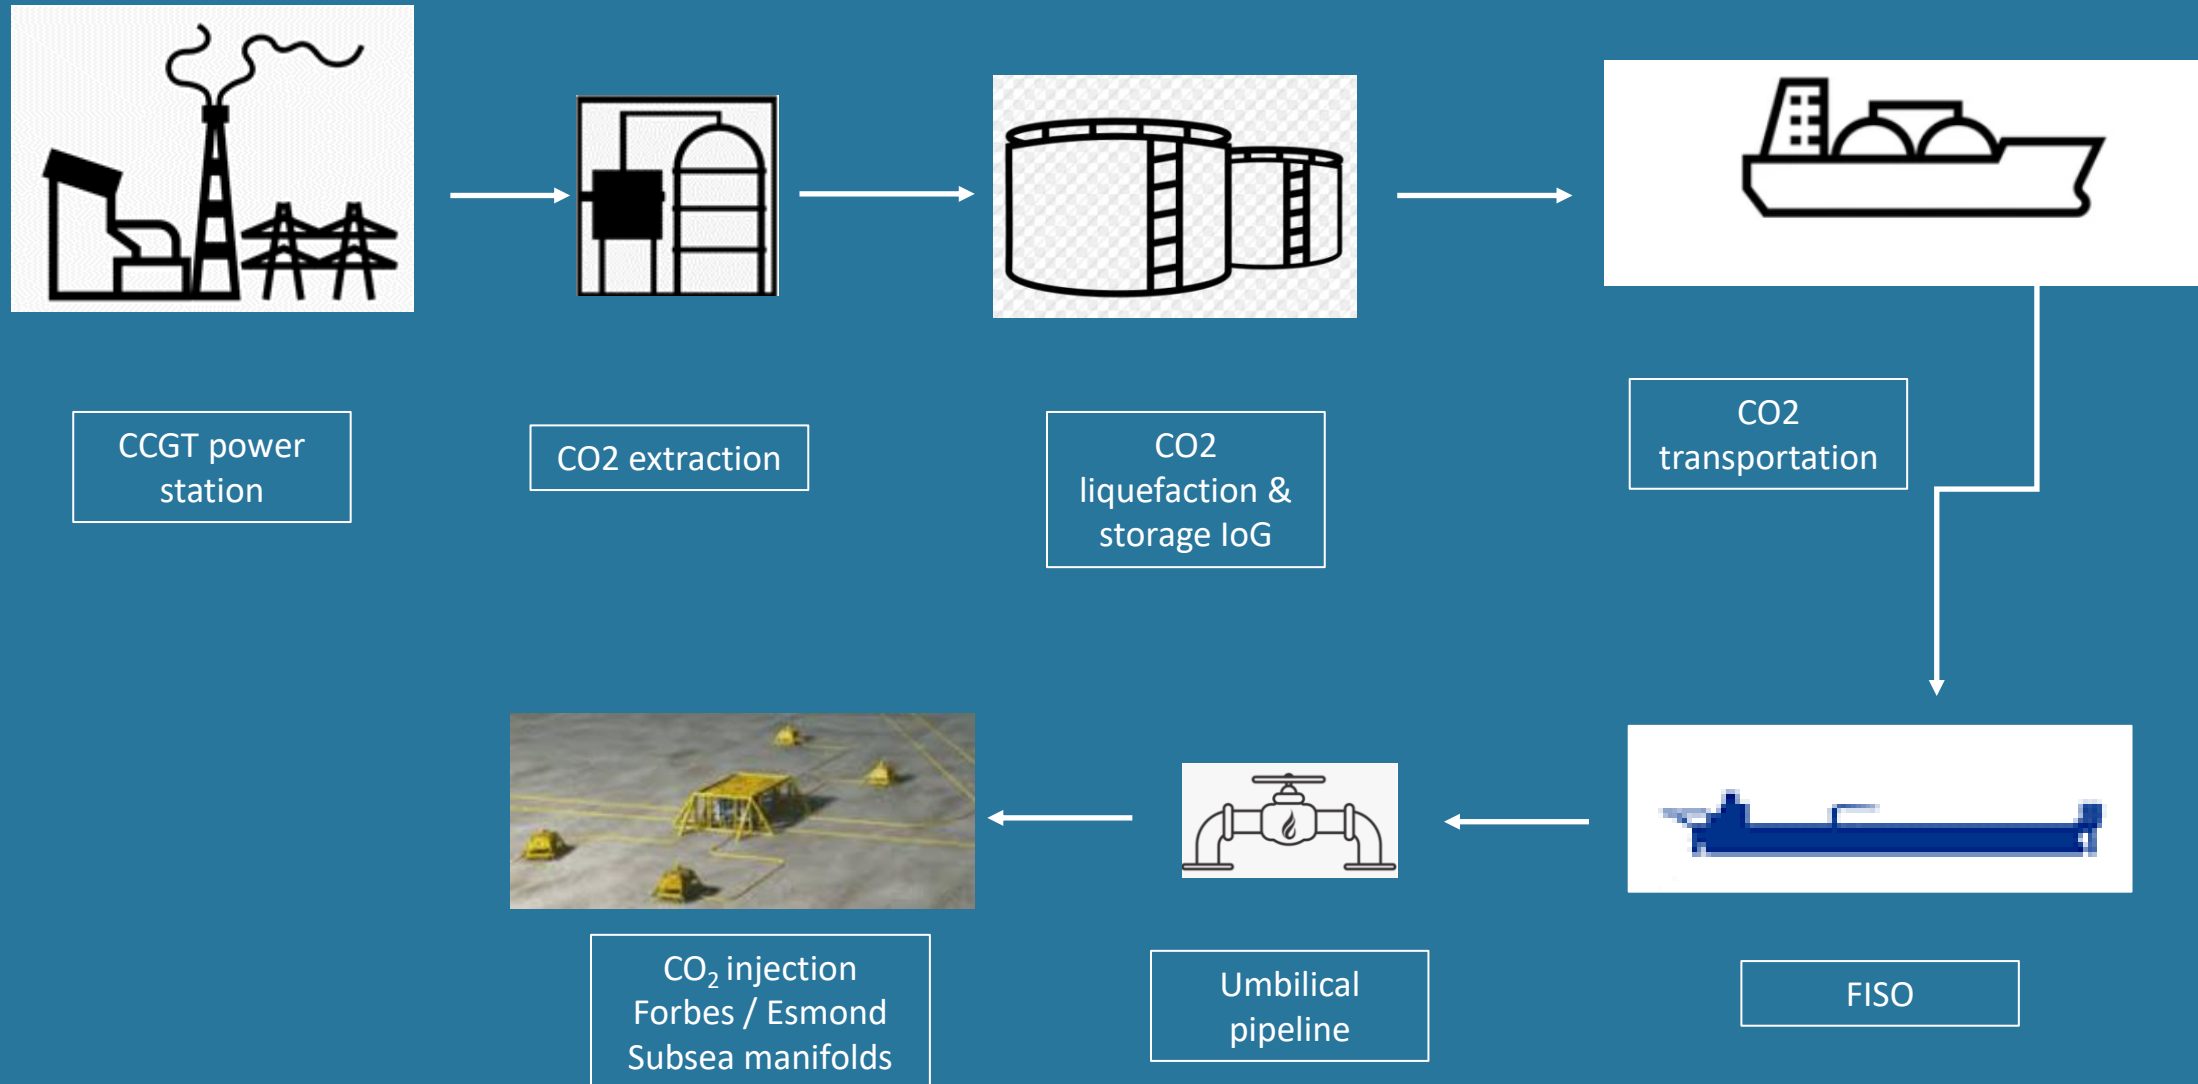 CCGT power
station
CO2 extraction
CO2
liquefaction &
storage IoG
CO2
transportation
CO₂ injection
Forbes / Esmond
Subsea manifolds
Umbilical
pipeline
FISO